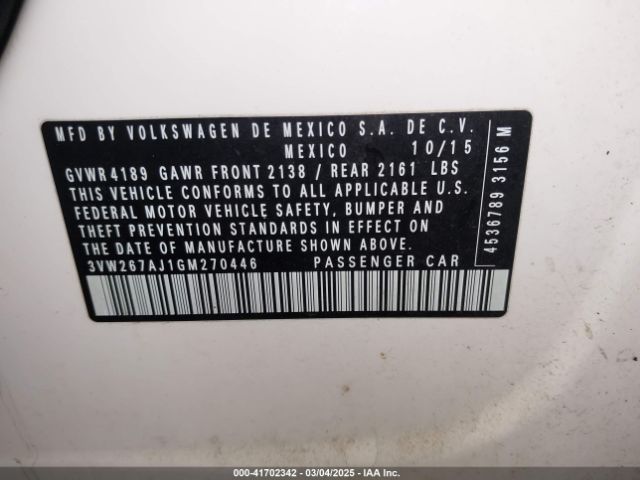 MFD BY VOLKSWAGEN DE MEXICO S.A. DE C.V.
MEXICO 10/15
GVWR4189 GAWR FRONT 2138 / REAR 2161 LBS
THIS VEHICLE CONFORMS TO ALL APPLICABLE U.S.
FEDERAL MOTOR VEHICLE SAFETY, BUMPER AND
THEFT PREVENTION STANDARDS IN EFFECT ON
THE DATE OF MANUFACTURE SHOWN ABOVE.
3VW267AJ1GM270446 PASSENGER CAR
4536789 3156 M
000-41702342 - 03/04/2025 - IAA Inc.